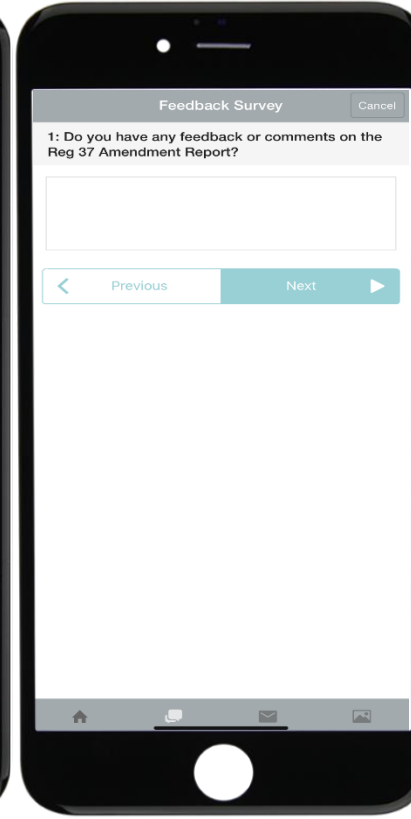 Feedback Survey
Cancel
1: Do you have any feedback or comments on the
Reg 37 Amendment Report?
Previous
Next